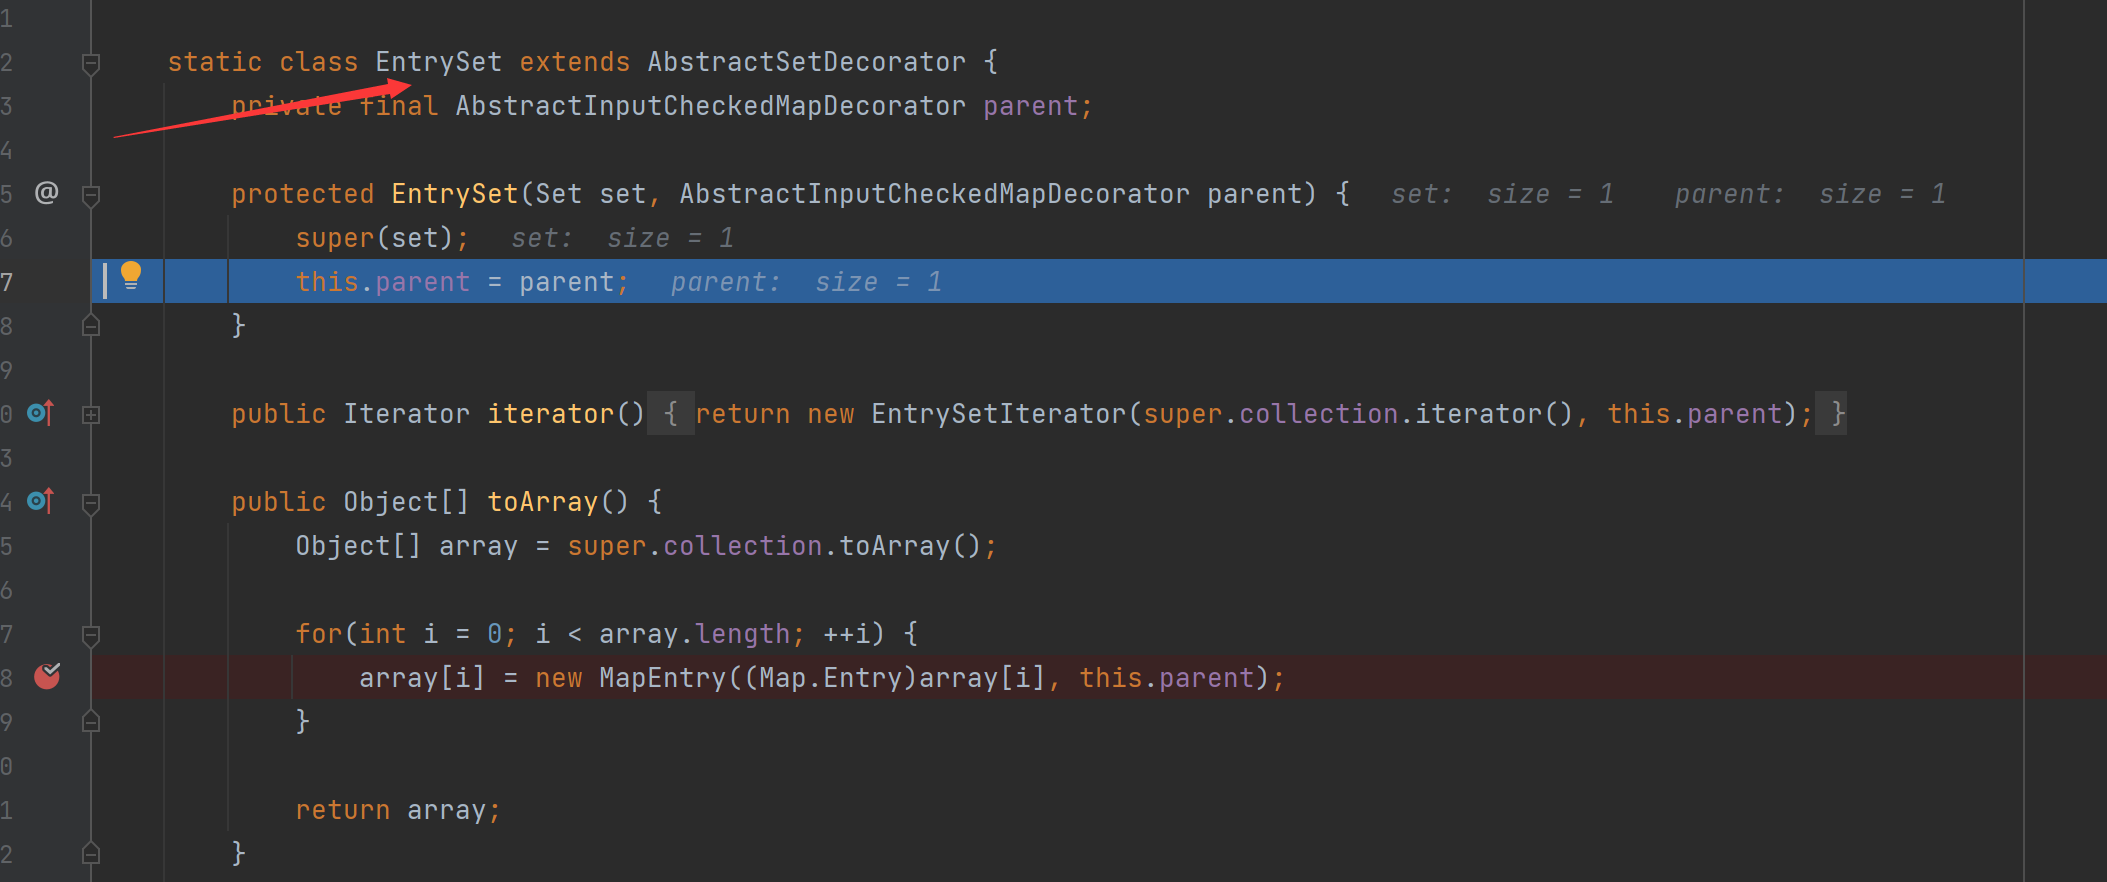 1
2 static class EntrySet extends AbstractSetDecorator {
3 private final AbstractInputCheckedMapDecorator parent;
4
5 @ protected EntrySet(Set set, AbstractInputCheckedMapDecorator parent) { set: size = 1 parent: size = 1
6 super(set); set: size = 1
7 this.parent = parent; parent: size = 1
8 }
9
0 public Iterator iterator() { return new EntrySetIterator(super.collection.iterator(), this.parent); }
3
4 public Object[] toArray() {
5 Object[] array = super.collection.toArray();
6
7 for(int i = 0; i < array.length; ++i) {
8 array[i] = new MapEntry((Map.Entry)array[i], this.parent);
9 }
0
1 return array;
2 }